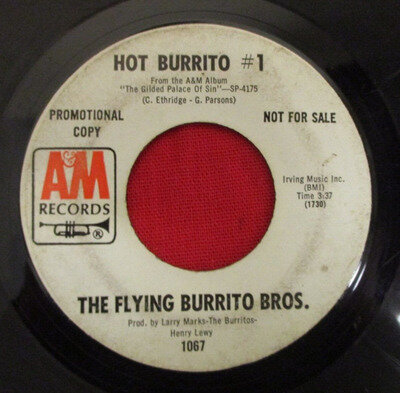 HOT BURRITO #1
From the A&M Album
"The Gilded Palace Of Sin"—SP-4175
(C. Ethridge - G. Parsons)
PROMOTIONAL
COPY
NOT FOR SALE
A&M
RECORDS
®
Irving Music Inc.
(BMI)
Time 3:37
(1730)
THE FLYING BURRITO BROS.
Prod. by Larry Marks-The Burritos-
Henry Lewy
1067